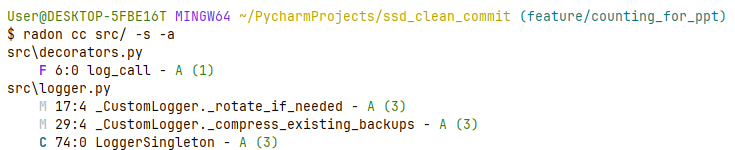 User@DESKTOP-5FBE16T MINGW64 ~/PycharmProjects/ssd_clean_commit (feature/counting_for_ppt)
$ radon cc src/ -s -a
src\decorators.py
    F 6:0 log_call - A (1)
src\logger.py
    M 17:4 _CustomLogger._rotate_if_needed - A (3)
    M 29:4 _CustomLogger._compress_existing_backups - A (3)
    C 74:0 LoggerSingleton - A (3)